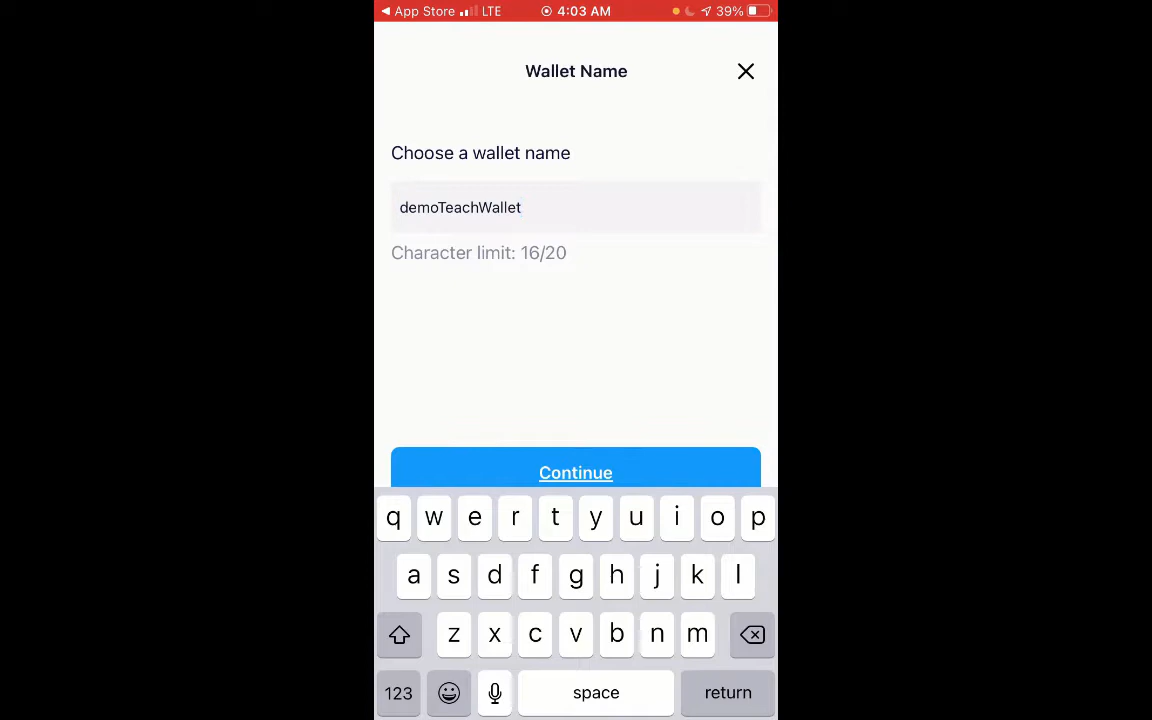 App Store LTE 4:03 AM 39%
Wallet Name
Choose a wallet name
demoTeachWallet
Character limit: 16/20
Continue
q w e r t y u i o p
a s d f g h j k l
z x c v b n m
123 space return